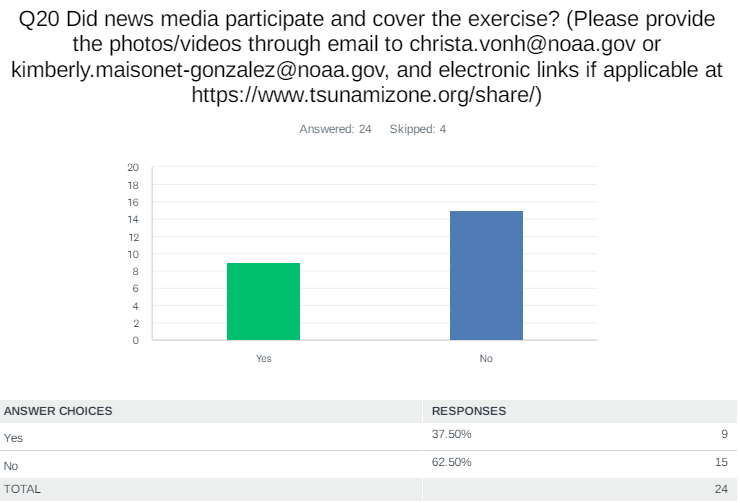 Q20 Did news media participate and cover the exercise? (Please provide
the photos/videos through email to christa.vonh@noaa.gov or
kimberly.maisonet-gonzalez@noaa.gov, and electronic links if applicable at
https://www.tsunamizone.org/share/)
Answered: 24 Skipped: 4
20
18
16
14
12
10
8
6
4
2
0
Yes No
ANSWER CHOICES RESPONSES
Yes 37.50% 9
No 62.50% 15
TOTAL 24